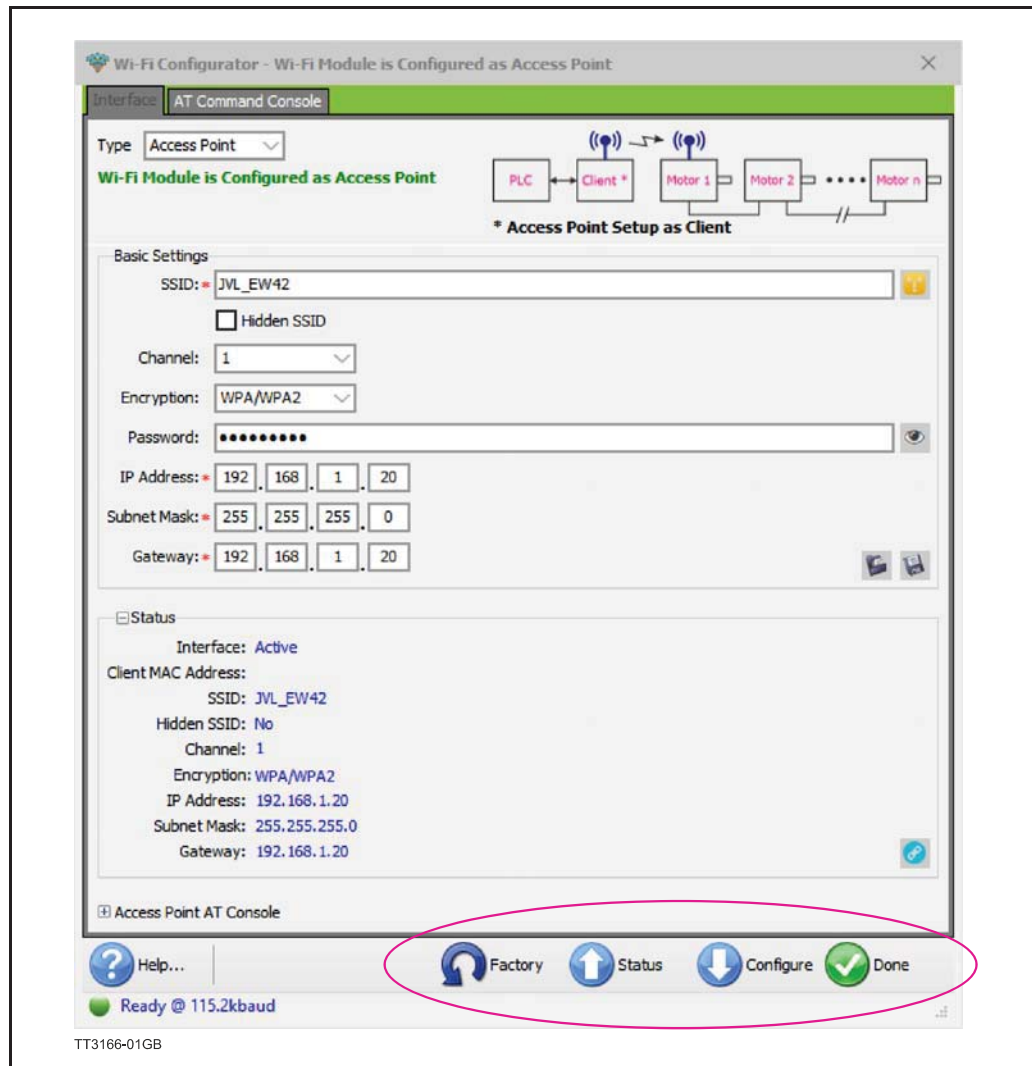 Wi-Fi Configurator - Wi-Fi Module is Configured as Access Point
Interface AT Command Console
Type Access Point
Wi-Fi Module is Configured as Access Point
PLC Client * Motor 1 Motor 2 Motor n
* Access Point Setup as Client
Basic Settings
SSID: * JVL_EW42
Hidden SSID
Channel: 1
Encryption: WPA/WPA2
Password: •••••••••
IP Address: * 192 . 168 . 1 . 20
Subnet Mask: * 255 . 255 . 255 . 0
Gateway: * 192 . 168 . 1 . 20
Status
Interface: Active
Client MAC Address:
SSID: JVL_EW42
Hidden SSID: No
Channel: 1
Encryption: WPA/WPA2
IP Address: 192.168.1.20
Subnet Mask: 255.255.255.0
Gateway: 192.168.1.20
Access Point AT Console
Help... Factory Status Configure Done
Ready @ 115.2kbaud
TT3166-01GB